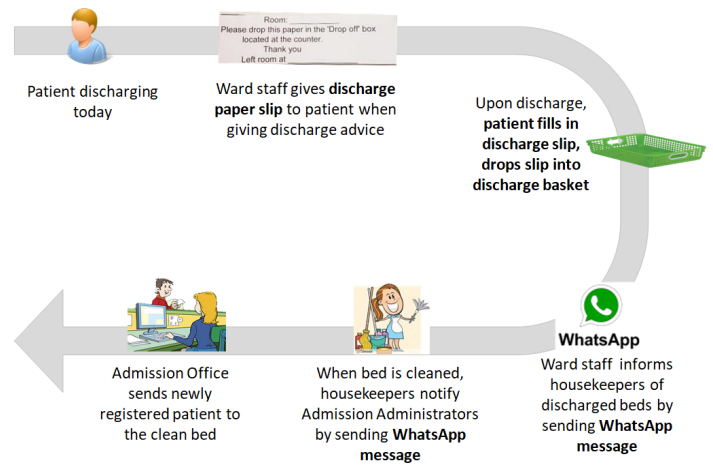 Room: ___________
Please drop this paper in the 'Drop off' box
located at the counter.
Thank you
Left room at ___________________
Patient discharging
today
Ward staff gives discharge
paper slip to patient when
giving discharge advice
Upon discharge,
patient fills in
discharge slip,
drops slip into
discharge basket
WhatsApp
Ward staff informs
housekeepers of
discharged beds by
sending WhatsApp
message
When bed is cleaned,
housekeepers notify
Admission Administrators
by sending WhatsApp
message
Admission Office
sends newly
registered patient to
the clean bed